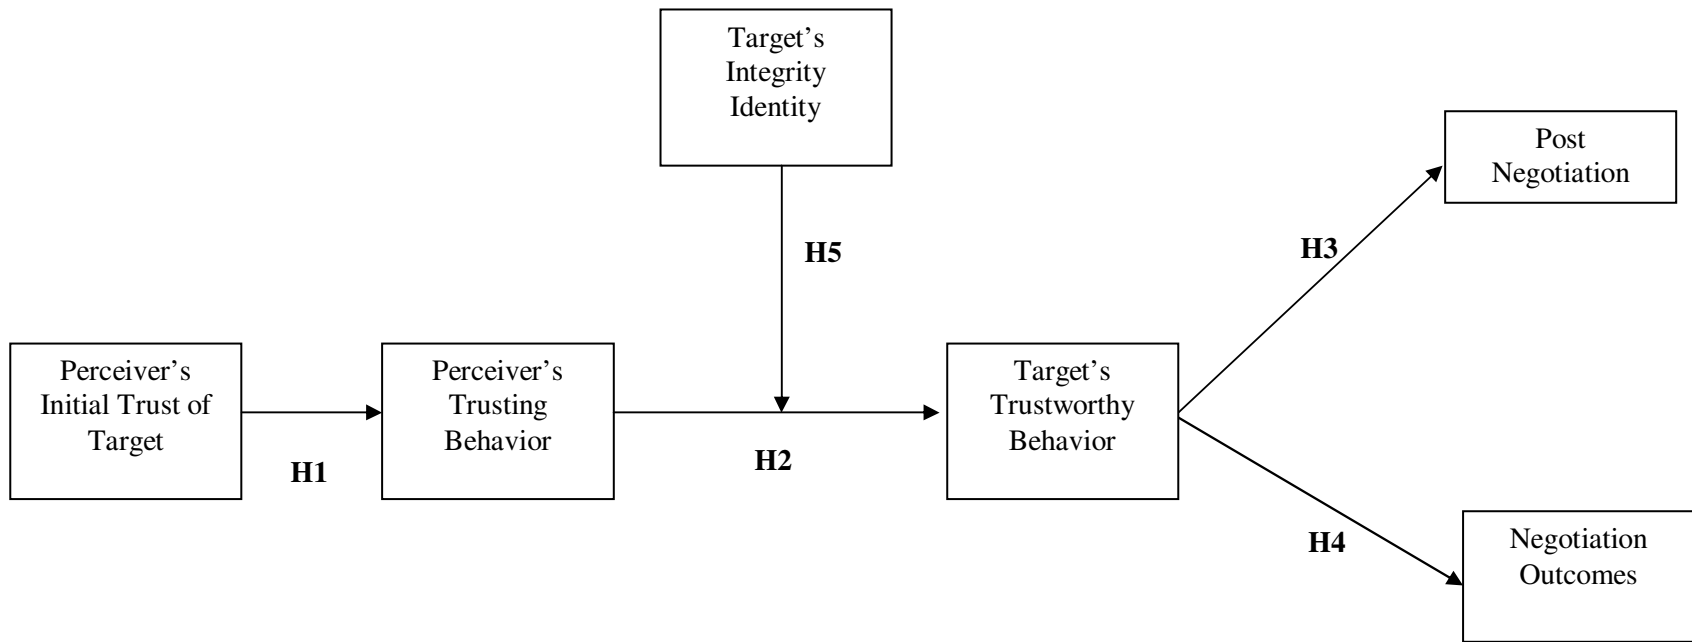 Target’s
Integrity
Identity
Post
Negotiation
H3
H5
Perceiver’s
Initial Trust of
Target
Perceiver’s
Trusting
Behavior
Target’s
Trustworthy
Behavior
H1
H2
H4
Negotiation
Outcomes